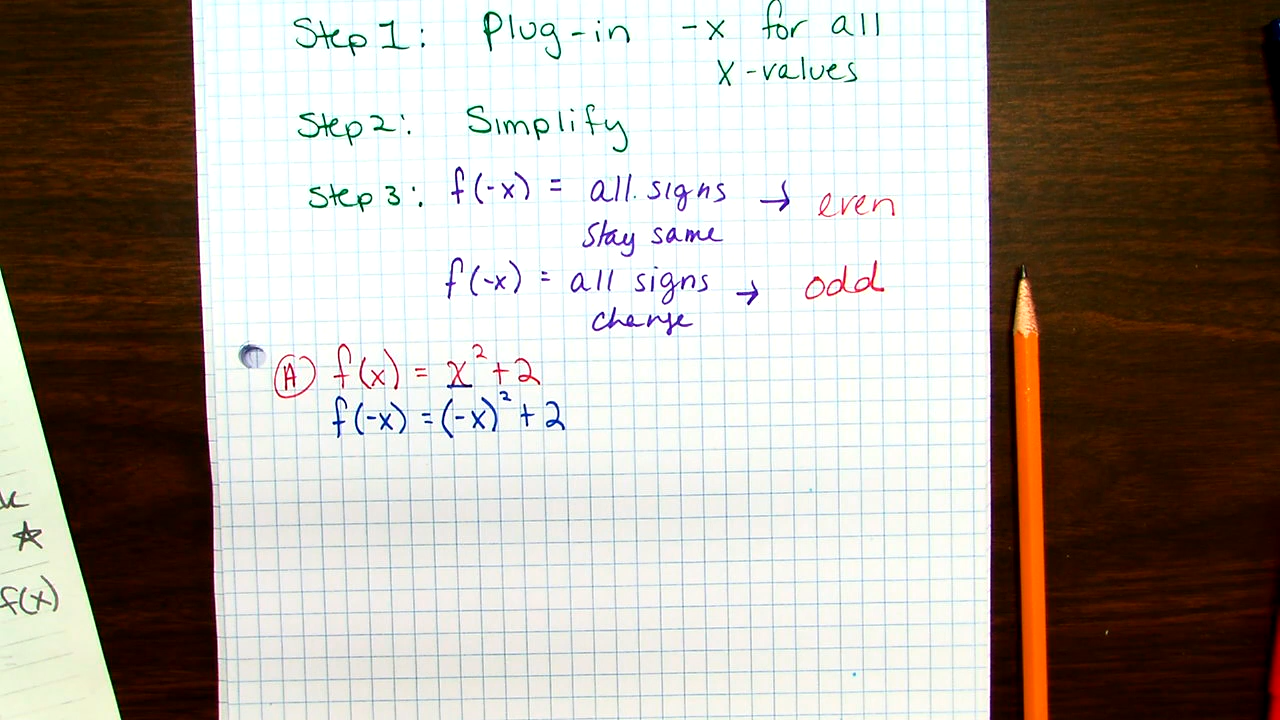 Step 1: Plug-in -x for all
x-values
Step 2: Simplify
Step 3: f(-x) = all signs → even
stay same
f(-x) = all signs → odd
change
A f(x) = x² + 2
f(-x) = (-x)² + 2
f(x)